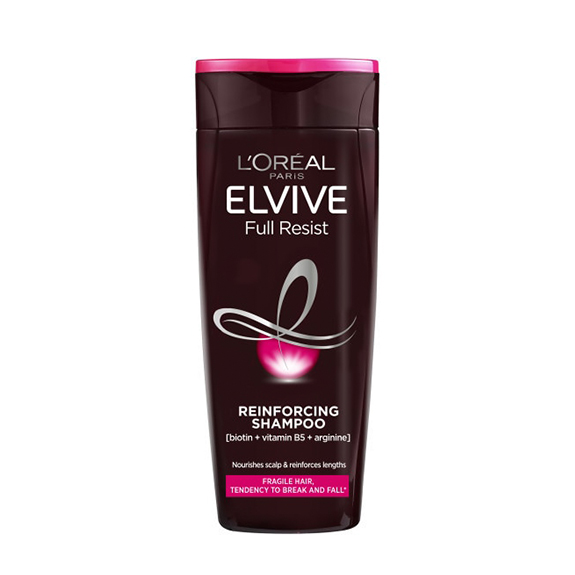 L'ORÉAL
PARIS
ELVIVE
Full Resist
REINFORCING
SHAMPOO
[biotin + vitamin B5 + arginine]
Nourishes scalp & reinforces lengths
FRAGILE HAIR,
TENDENCY TO BREAK AND FALL*